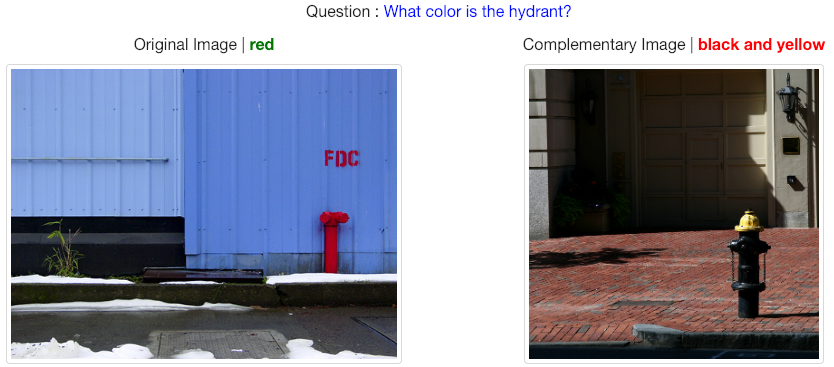 Question : What color is the hydrant?
Original Image | red
Complementary Image | black and yellow
FDC